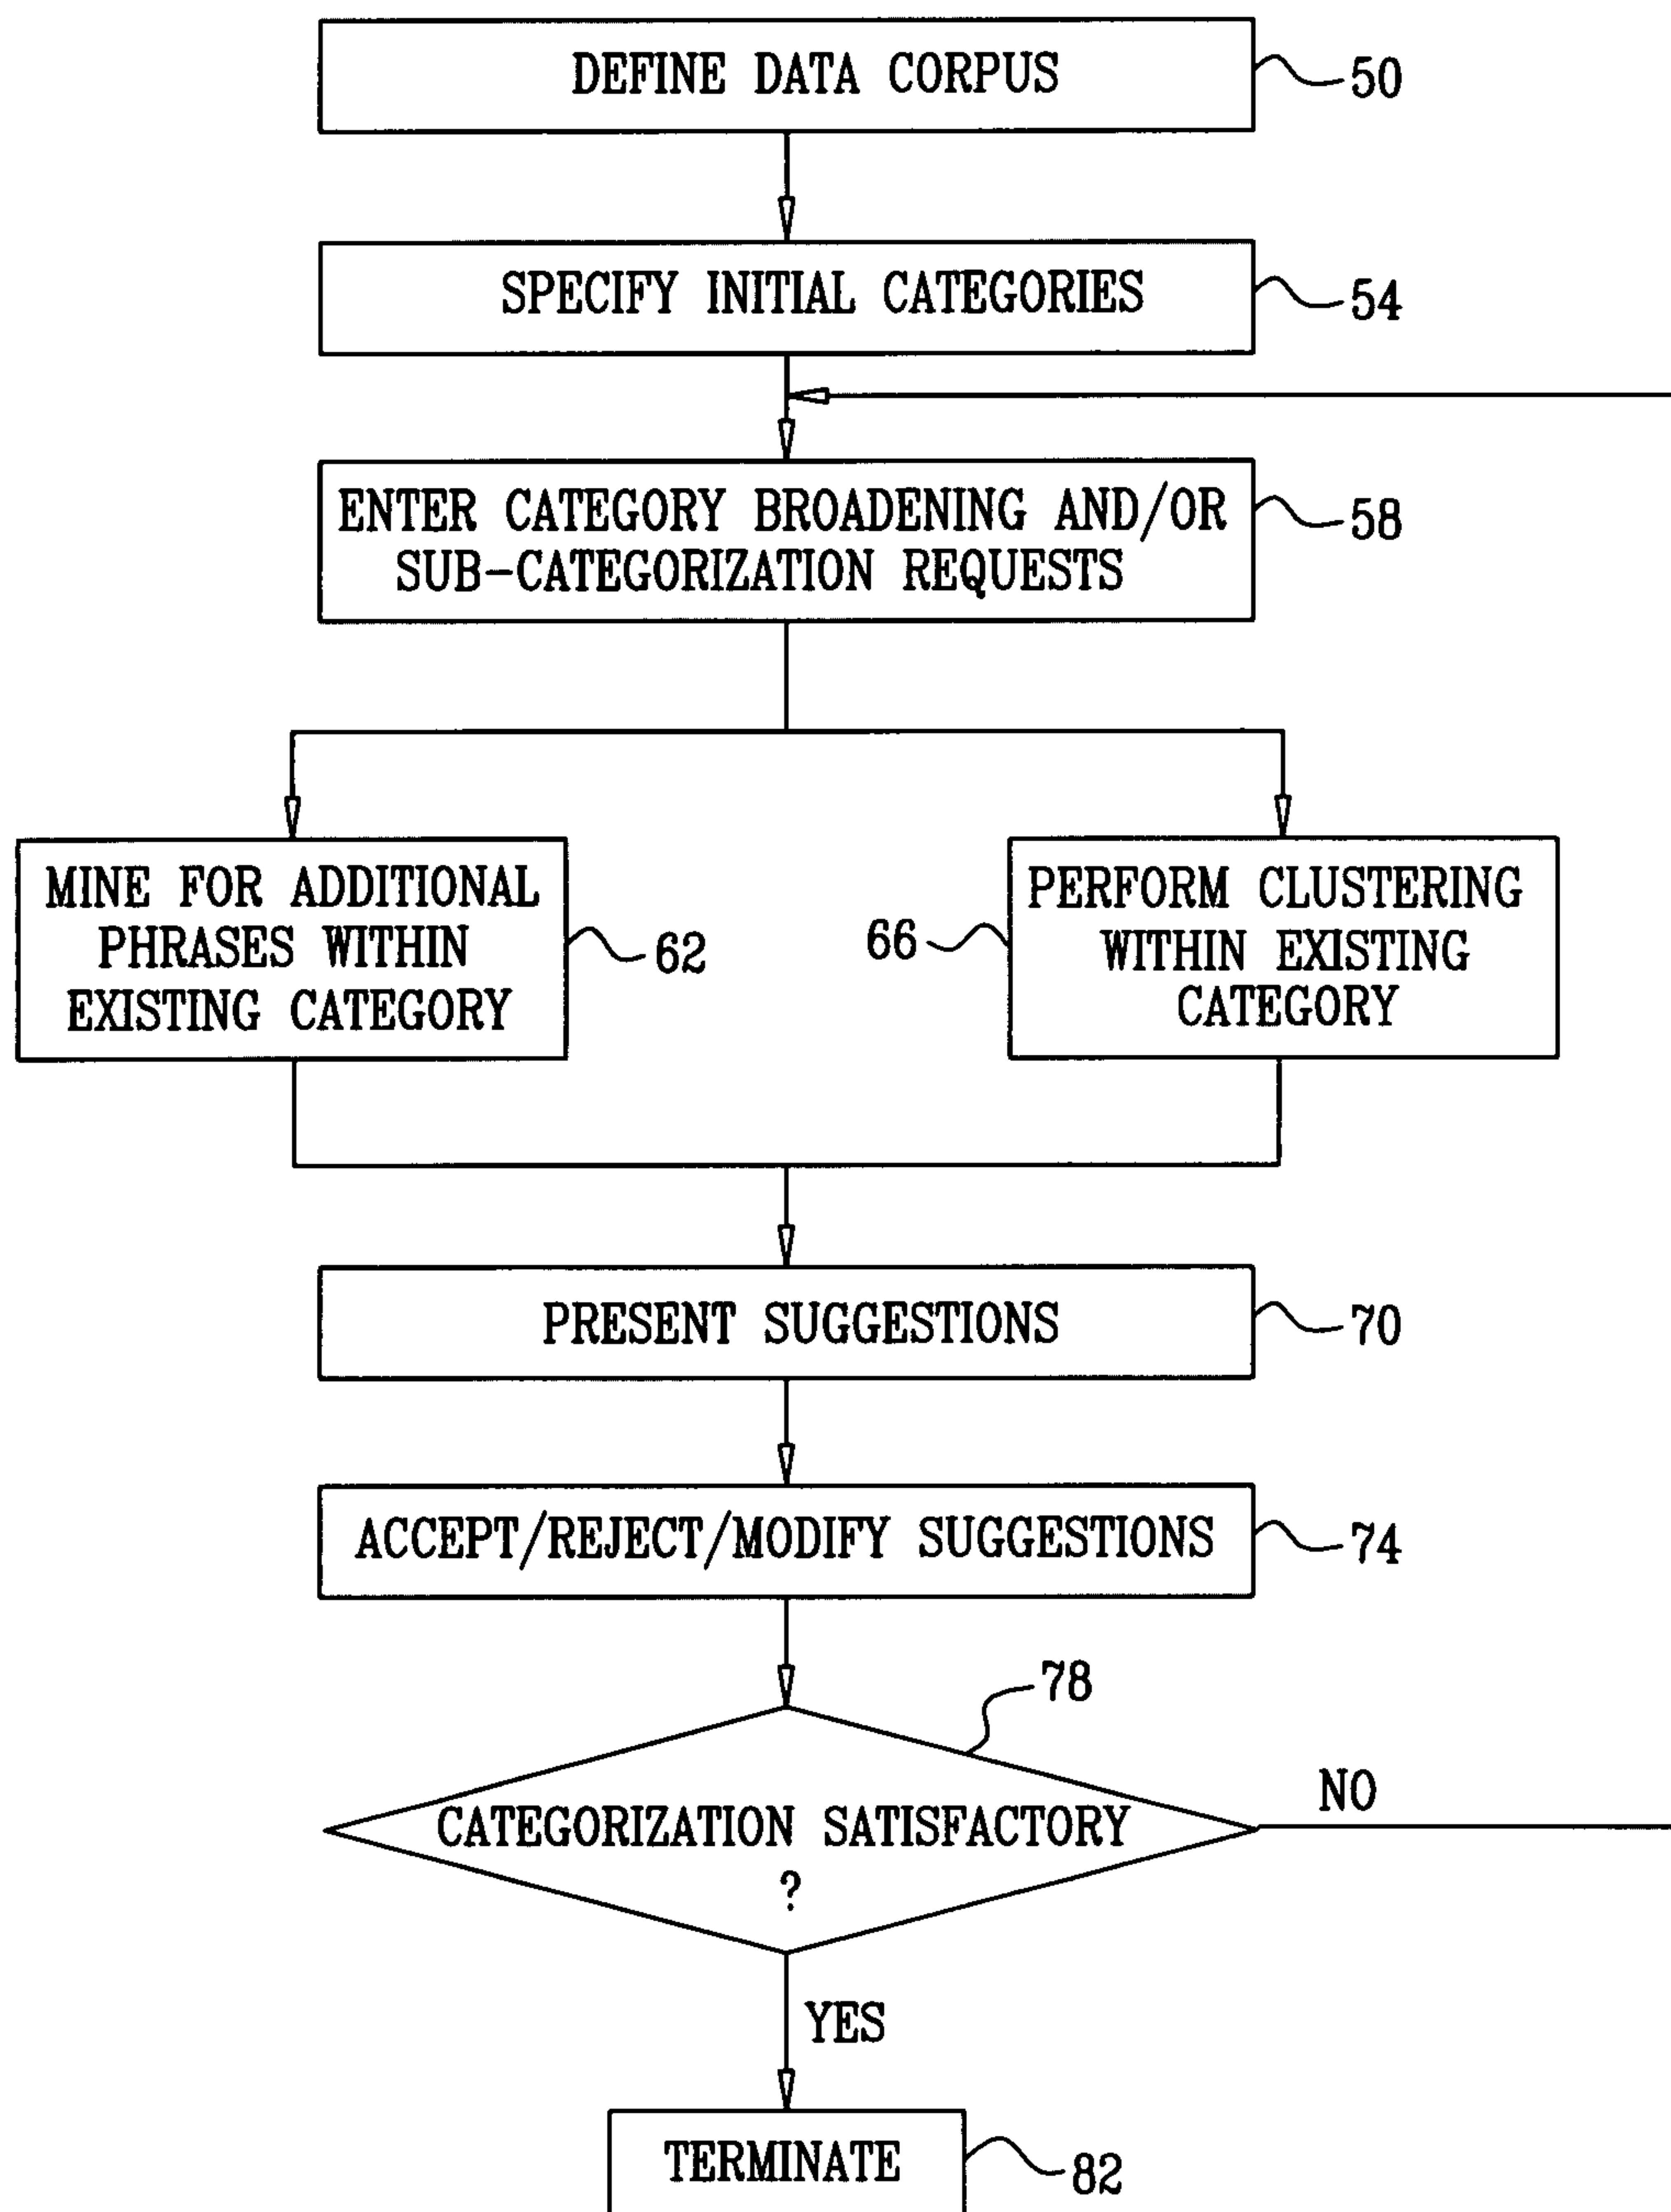 DEFINE DATA CORPUS
50
SPECIFY INITIAL CATEGORIES
54
ENTER CATEGORY BROADENING AND/OR
SUB-CATEGORIZATION REQUESTS
58
MINE FOR ADDITIONAL
PHRASES WITHIN
EXISTING CATEGORY
62
66
PERFORM CLUSTERING
WITHIN EXISTING
CATEGORY
PRESENT SUGGESTIONS
70
ACCEPT/REJECT/MODIFY SUGGESTIONS
74
78
CATEGORIZATION SATISFACTORY
?
NO
YES
TERMINATE
82